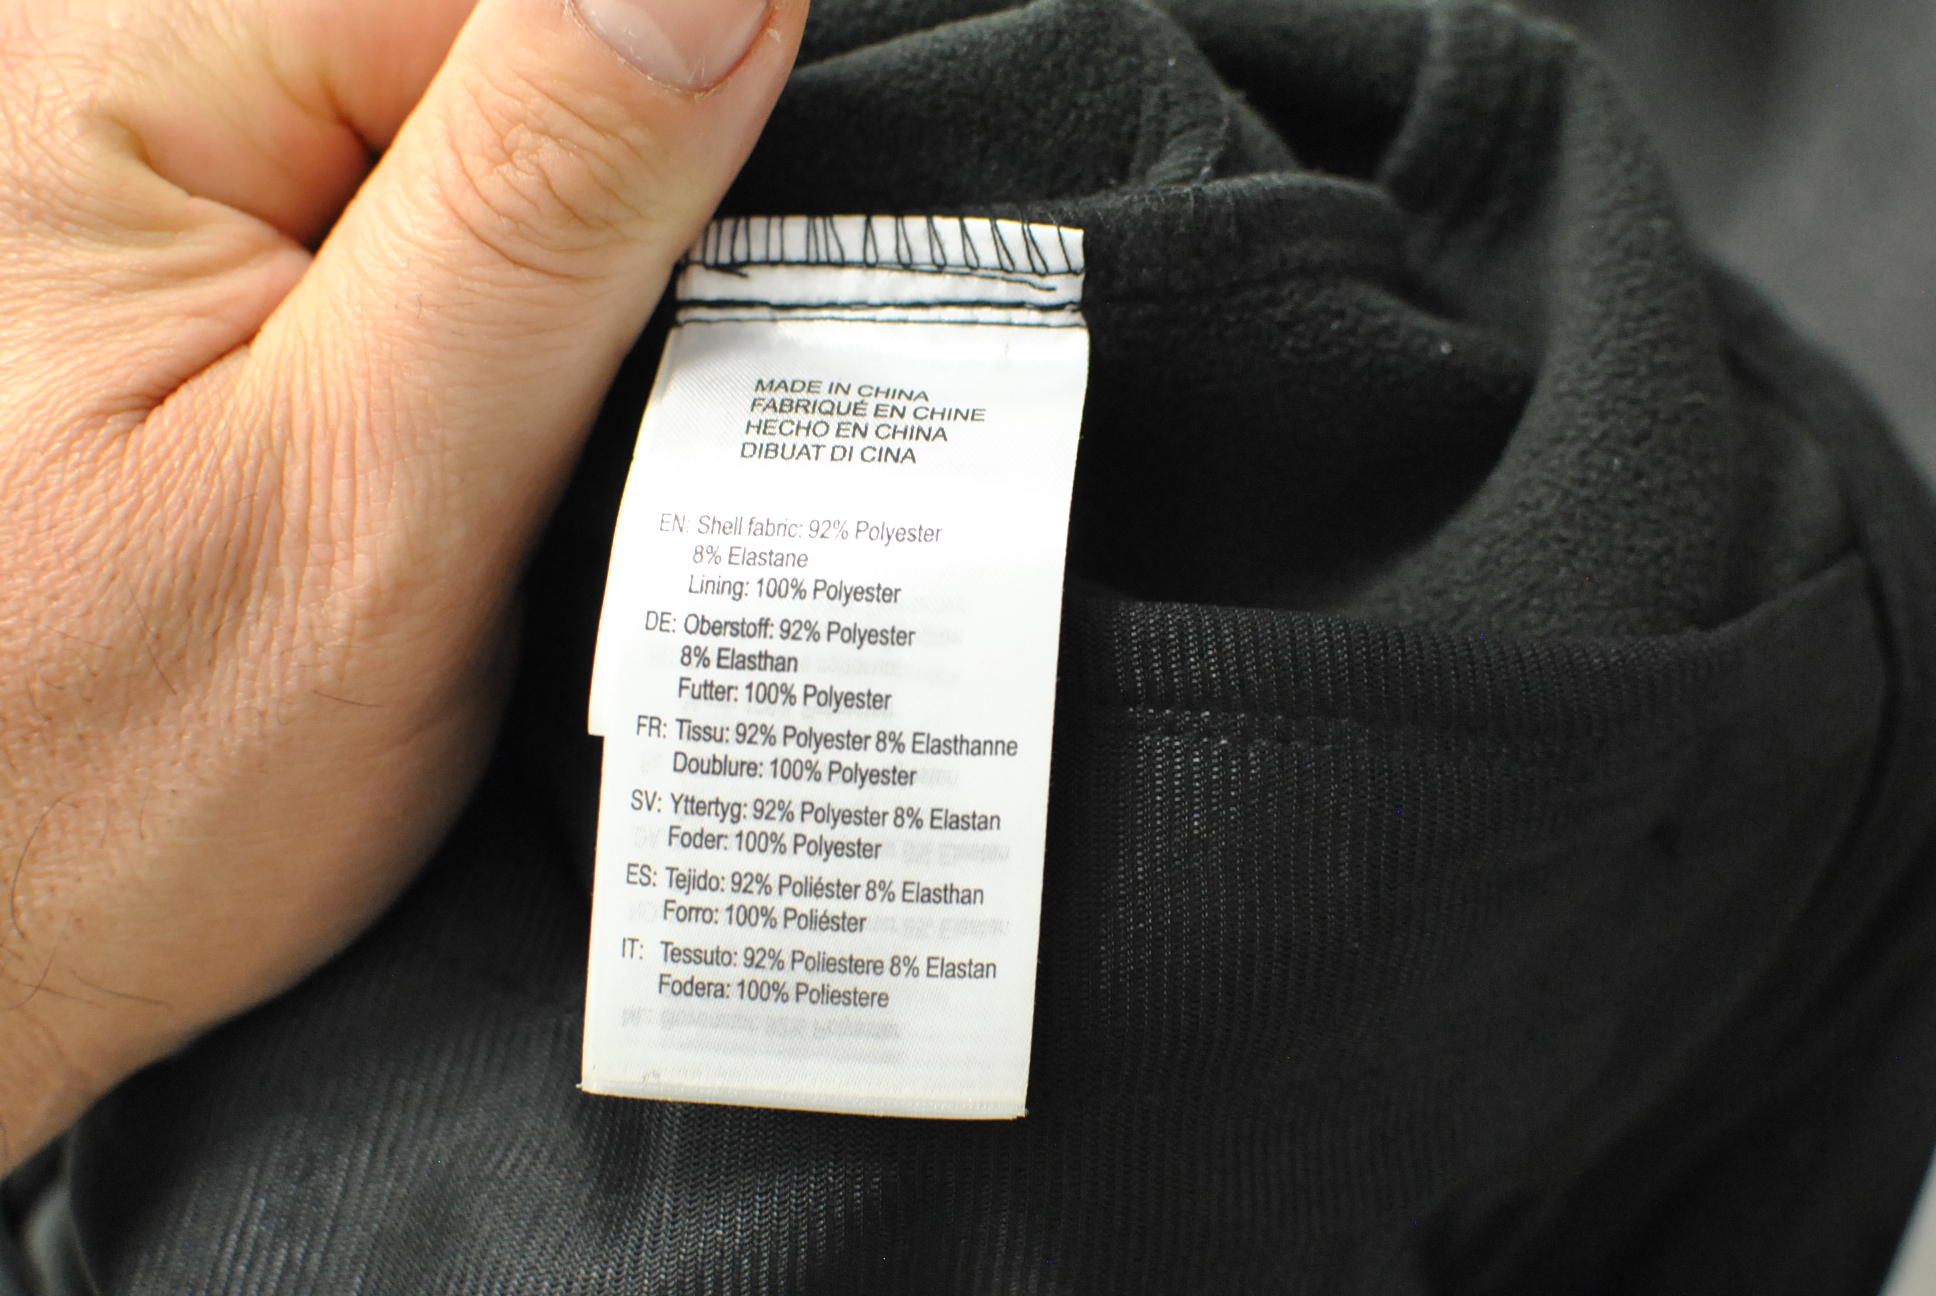 MADE IN CHINA
FABRIQUÉ EN CHINE
HECHO EN CHINA
DIBUAT DI CINA
EN: Shell fabric: 92% Polyester
8% Elastane
Lining: 100% Polyester
DE: Oberstoff: 92% Polyester
8% Elasthan
Futter: 100% Polyester
FR: Tissu: 92% Polyester 8% Elasthanne
Doublure: 100% Polyester
SV: Yttertyg: 92% Polyester 8% Elastan
Foder: 100% Polyester
ES: Tejido: 92% Poliéster 8% Elasthan
Forro: 100% Poliéster
IT: Tessuto: 92% Poliestere 8% Elastan
Fodera: 100% Poliestere